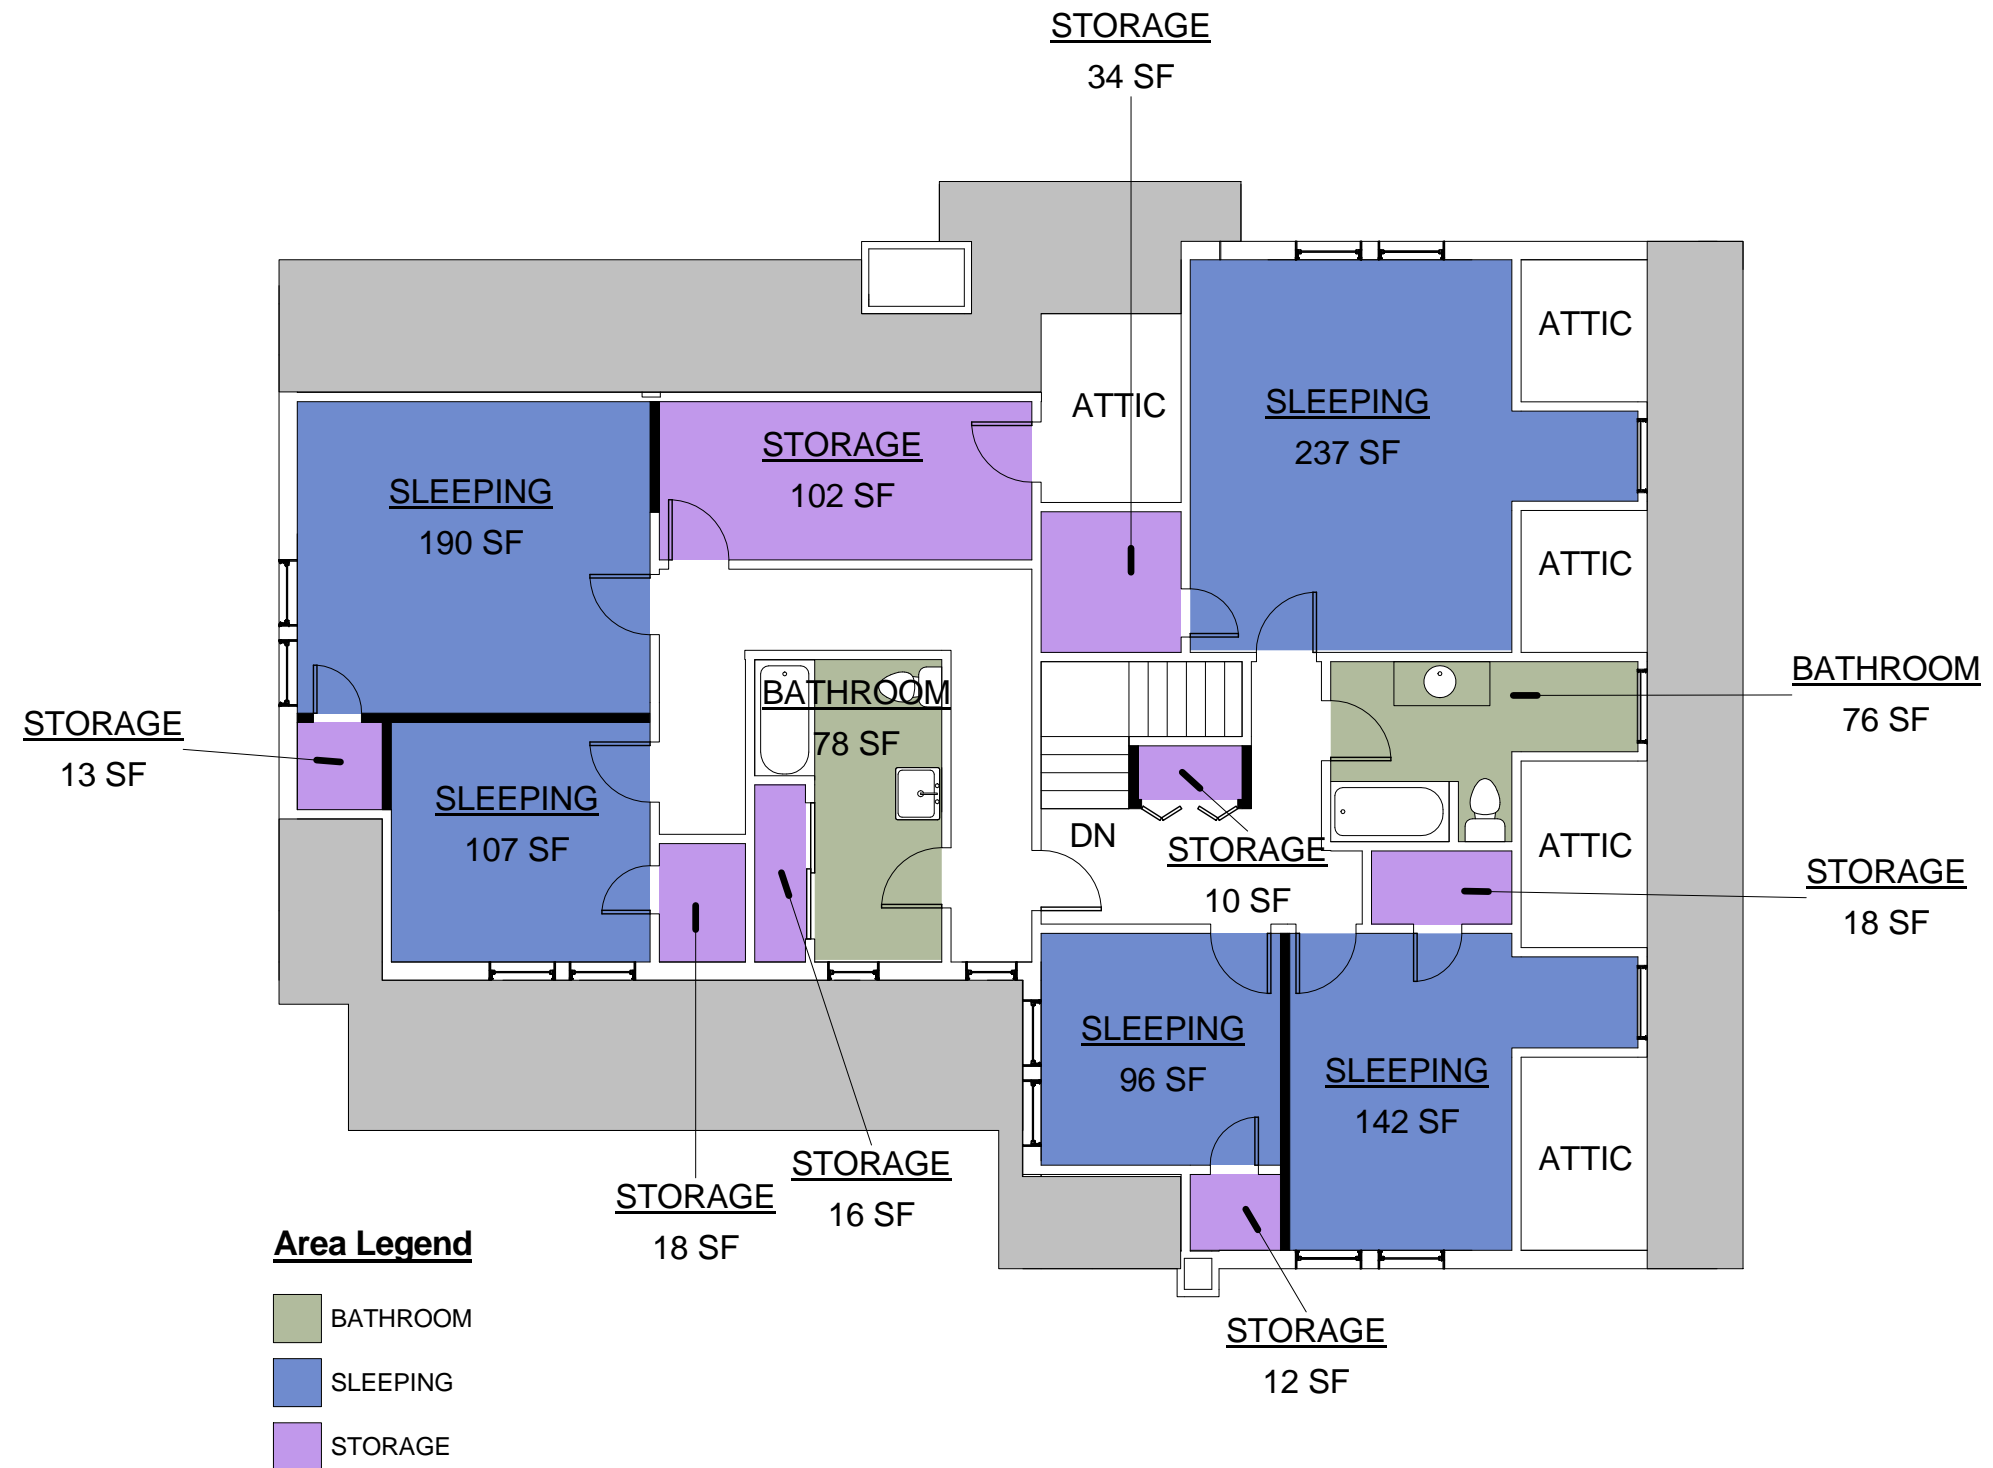 STORAGE
34 SF
ATTIC
ATTIC
SLEEPING
237 SF
STORAGE
102 SF
SLEEPING
190 SF
ATTIC
BATHROOM
76 SF
BATHROOM
78 SF
STORAGE
13 SF
SLEEPING
107 SF
DN
STORAGE
10 SF
ATTIC
STORAGE
18 SF
SLEEPING
96 SF
SLEEPING
142 SF
ATTIC
STORAGE
16 SF
STORAGE
18 SF
STORAGE
12 SF
Area Legend
BATHROOM
SLEEPING
STORAGE